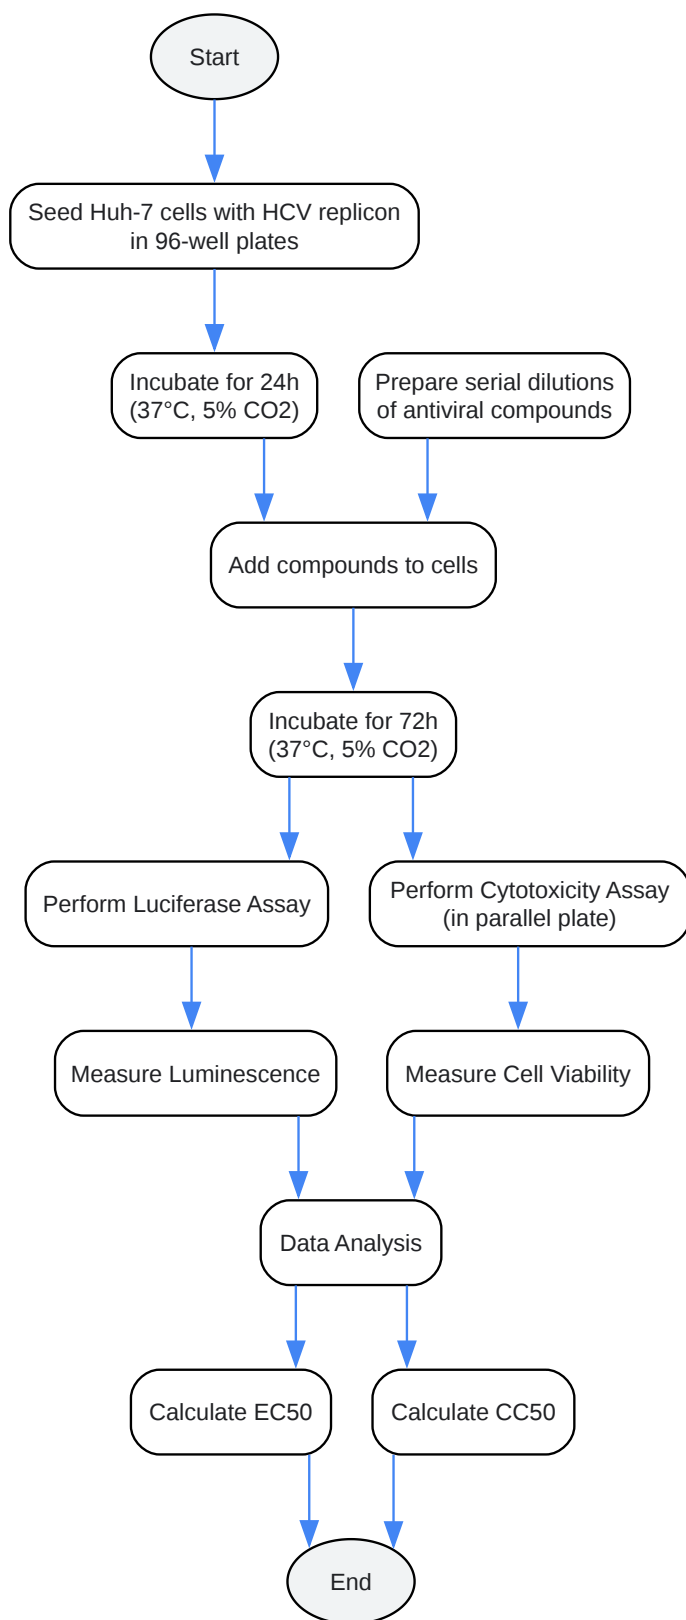 Start
Seed Huh-7 cells with HCV replicon
in 96-well plates
Incubate for 24h
(37°C, 5% CO2)
Prepare serial dilutions
of antiviral compounds
Add compounds to cells
Incubate for 72h
(37°C, 5% CO2)
Perform Luciferase Assay
Perform Cytotoxicity Assay
(in parallel plate)
Measure Luminescence
Measure Cell Viability
Data Analysis
Calculate EC50
Calculate CC50
End